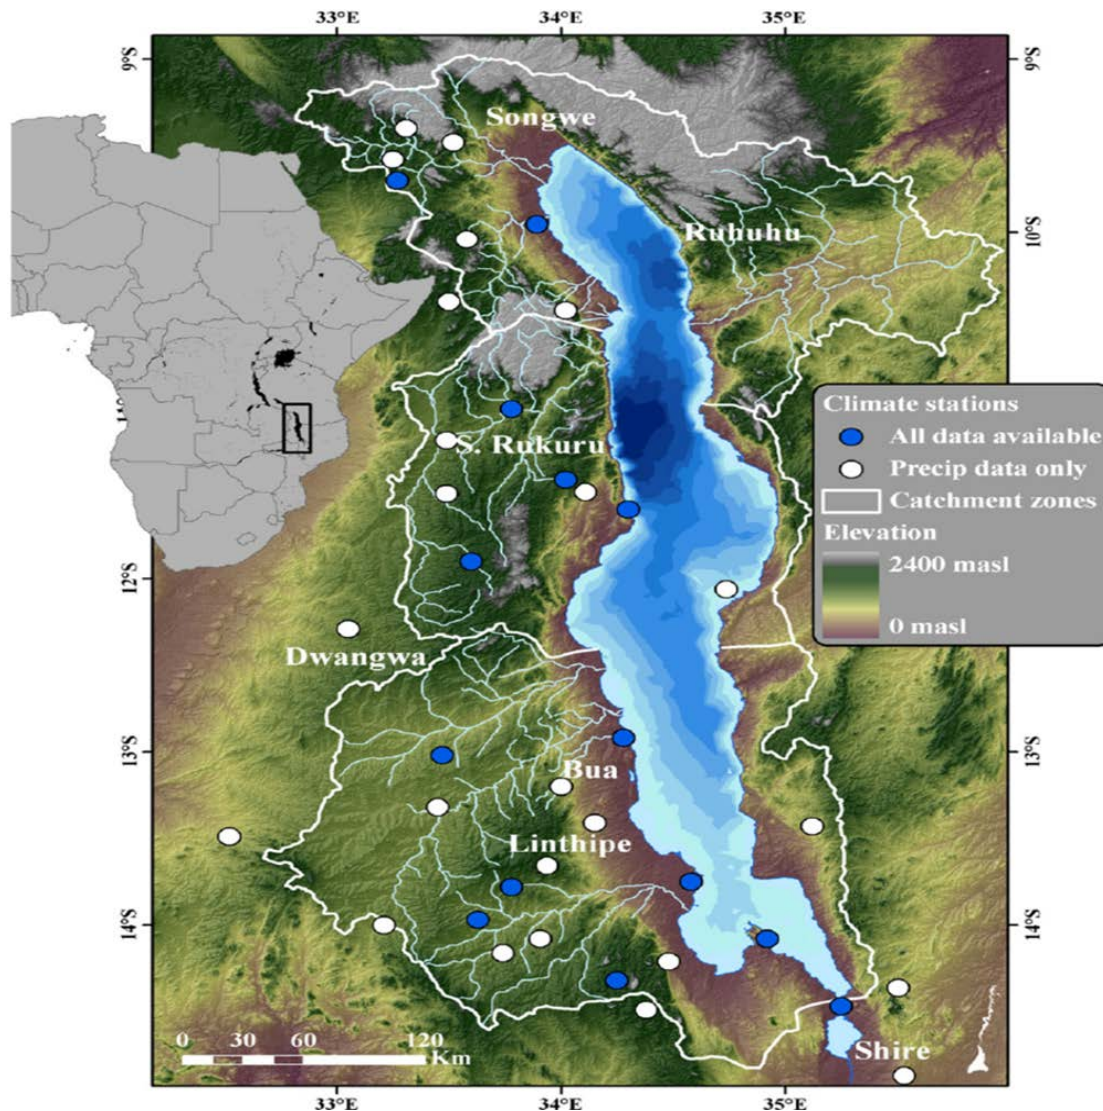 33°E 34°E 35°E
9°S 9°S
Songwe
10°S Ruhuhu 10°S
Climate stations
All data available
S. Rukuru
Precip data only
Catchment zones
Elevation
2400 masl
12°S 12°S
0 masl
Dwangwa
13°S 13°S
Bua
Linthipe
14°S 14°S
0 30 60 120
Km
Shire
33°E 34°E 35°E